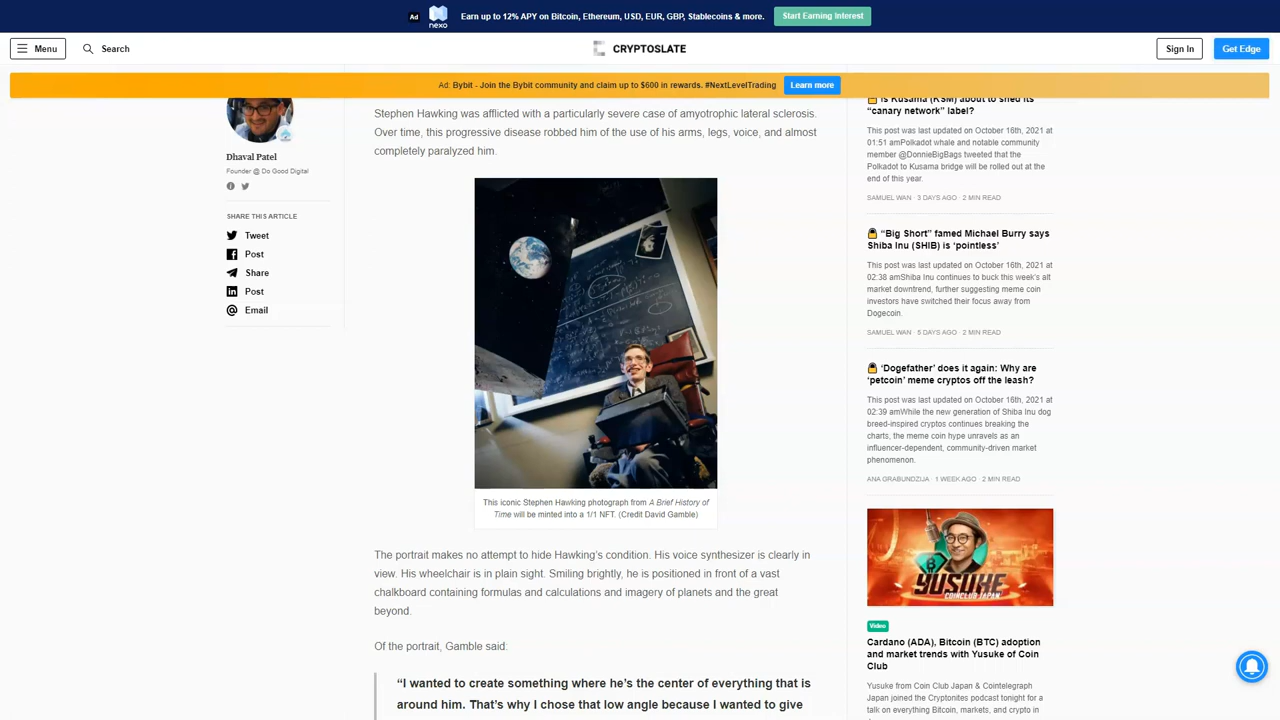 Ad
nexo
Earn up to 12% APY on Bitcoin, Ethereum, USD, EUR, GBP, Stablecoins & more.
Start Earning Interest
Menu
Search
CRYPTOSLATE
Sign In
Get Edge
Ad: Bybit - Join the Bybit community and claim up to $600 in rewards. #NextLevelTrading
Learn more
Dhaval Patel
Founder @ Do Good Digital
SHARE THIS ARTICLE
Tweet
Post
Share
Post
Email
Stephen Hawking was afflicted with a particularly severe case of amyotrophic lateral sclerosis.
Over time, this progressive disease robbed him of the use of his arms, legs, voice, and almost
completely paralyzed him.
This iconic Stephen Hawking photograph from A Brief History of
Time will be minted into a 1/1 NFT. (Credit David Gamble)
The portrait makes no attempt to hide Hawking's condition. His voice synthesizer is clearly in
view. His wheelchair is in plain sight. Smiling brightly, he is positioned in front of a vast
chalkboard containing formulas and calculations and imagery of planets and the great
beyond.
Of the portrait, Gamble said:
“I wanted to create something where he’s the center of everything that is
around him. That’s why I chose that low angle because I wanted to give
Is Kusama (KSM) about to shed its
“canary network” label?
This post was last updated on October 16th, 2021 at
01:51 amPolkadot whale and notable community
member @DonnieBigBags tweeted that the
Polkadot to Kusama bridge will be rolled out at the
end of this year.
SAMUEL WAN · 3 DAYS AGO · 2 MIN READ
“Big Short” famed Michael Burry says
Shiba Inu (SHIB) is ‘pointless’
This post was last updated on October 16th, 2021 at
02:38 amShiba Inu continues to buck this week’s alt
market downtrend, further suggesting meme coin
investors have switched their focus away from
Dogecoin.
SAMUEL WAN · 5 DAYS AGO · 2 MIN READ
‘Dogefather’ does it again: Why are
‘petcoin’ meme cryptos off the leash?
This post was last updated on October 16th, 2021 at
02:39 amWhile the new generation of Shiba Inu dog
breed-inspired cryptos continues breaking the
charts, the meme coin hype unravels as an
influencer-dependent, community-driven market
phenomenon.
ANA GRABUNDZIJA · 1 WEEK AGO · 2 MIN READ
YUSUKE
COINCLUB JAPAN
Video
Cardano (ADA), Bitcoin (BTC) adoption
and market trends with Yusuke of Coin
Club
Yusuke from Coin Club Japan & Cointelegraph
Japan joined the Cryptonites podcast tonight for a
talk on everything Bitcoin, markets, and crypto in